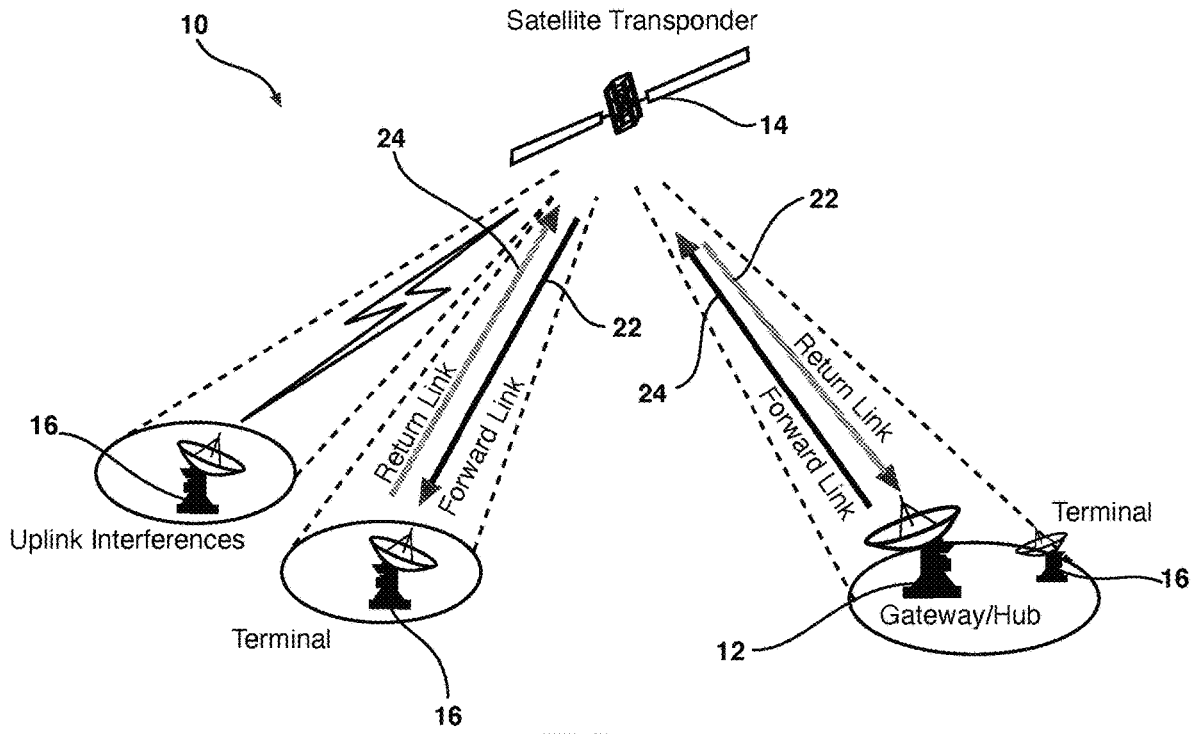 Satellite Transponder
10
14
24
22
22
24
Return Link
Forward Link
Return Link
Forward Link
16
Uplink Interferences
Terminal
16
Terminal
16
12
Gateway/Hub
16